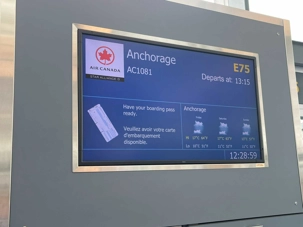 Anchorage
AC1081
AIR CANADA
E75
Departs at 13:15
Have your boarding pass
ready.
Veuillez avoir votre carte
d'embarquement
disponible.
Anchorage
12:28:59